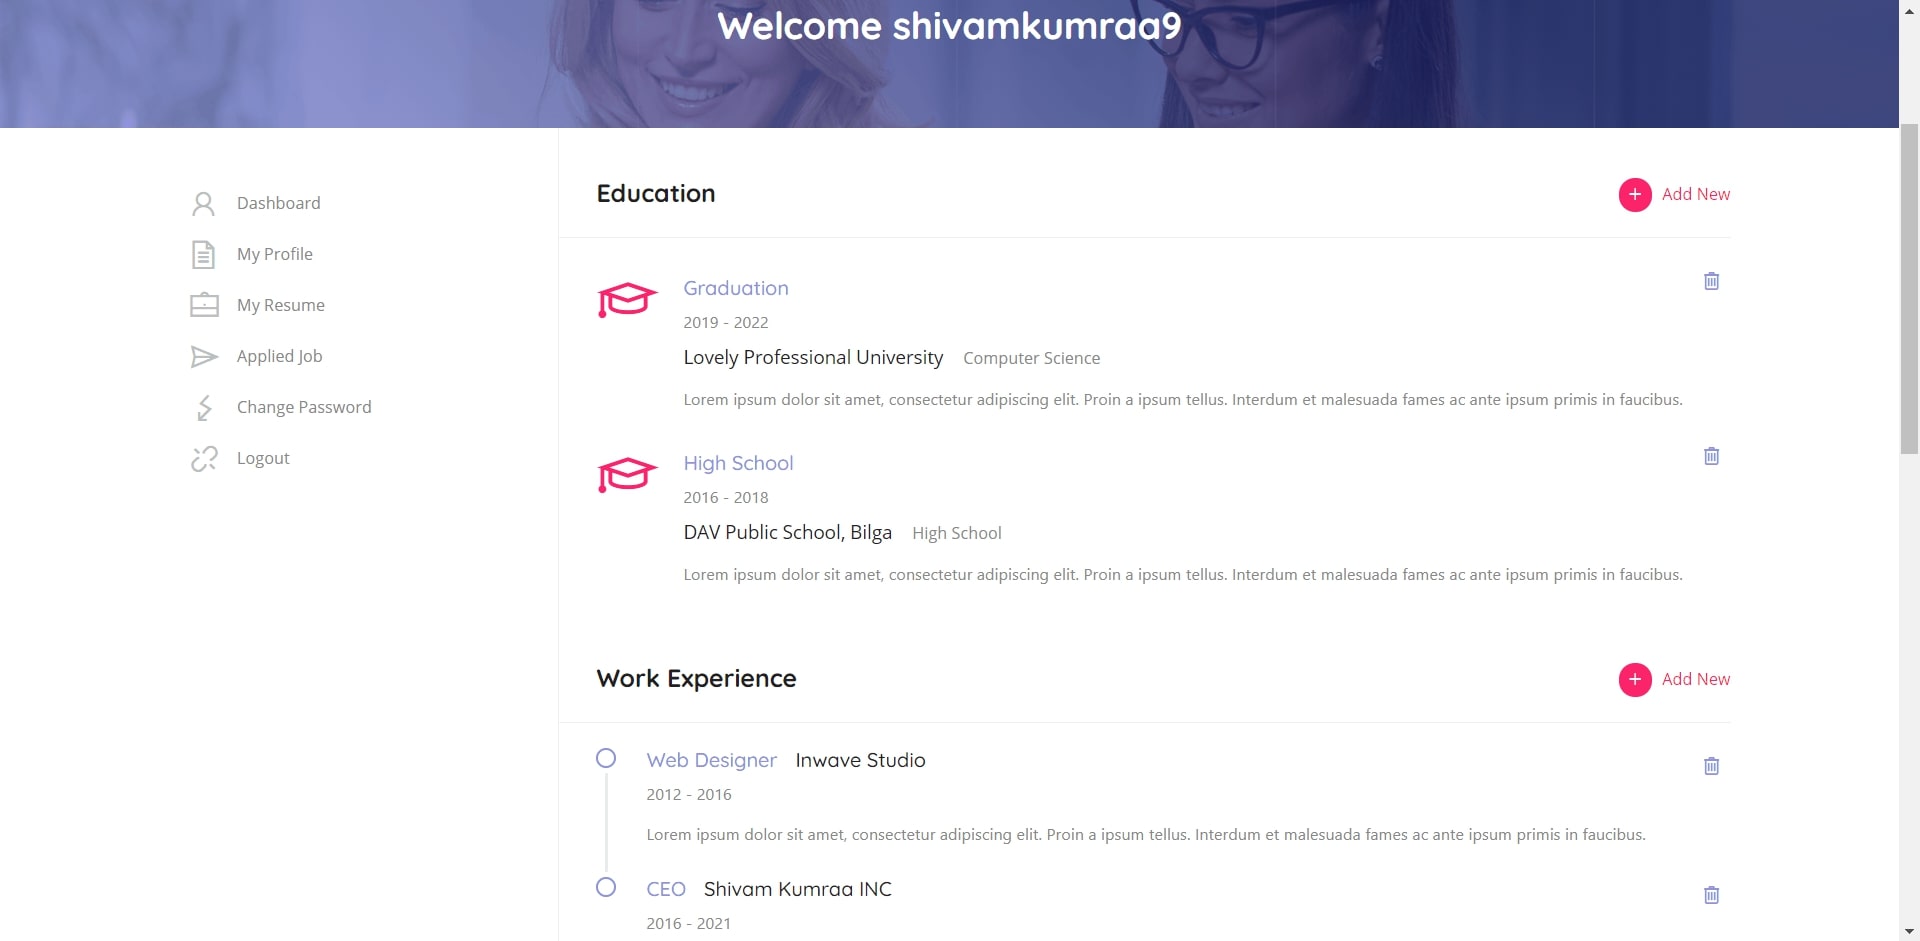 Welcome shivamkumraa9
Dashboard
My Profile
My Resume
Applied Job
Change Password
Logout
Education
+ Add New
Graduation
2019 - 2022
Lovely Professional University Computer Science
Lorem ipsum dolor sit amet, consectetur adipiscing elit. Proin a ipsum tellus. Interdum et malesuada fames ac ante ipsum primis in faucibus.
High School
2016 - 2018
DAV Public School, Bilga High School
Lorem ipsum dolor sit amet, consectetur adipiscing elit. Proin a ipsum tellus. Interdum et malesuada fames ac ante ipsum primis in faucibus.
Work Experience
+ Add New
Web Designer Inwave Studio
2012 - 2016
Lorem ipsum dolor sit amet, consectetur adipiscing elit. Proin a ipsum tellus. Interdum et malesuada fames ac ante ipsum primis in faucibus.
CEO Shivam Kumraa INC
2016 - 2021